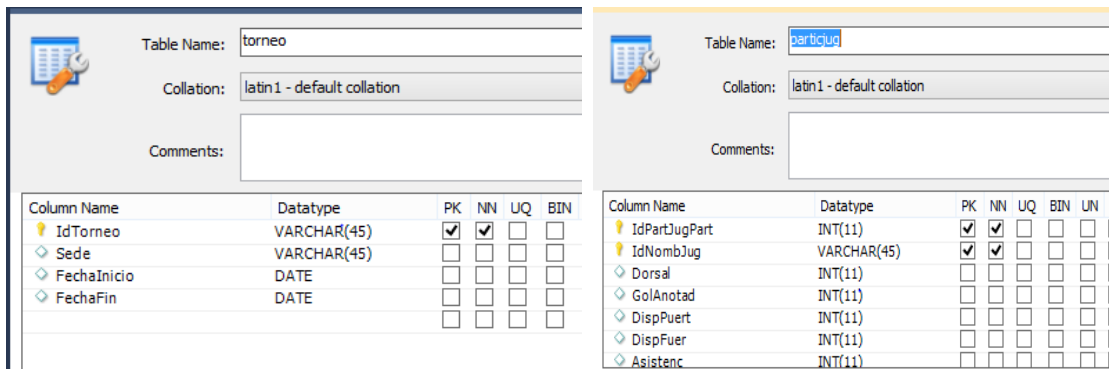 Table Name: torneo
Collation: latin1 - default collation
Comments:
Column Name Datatype PK NN UQ BIN
IdTorneo VARCHAR(45)
Sede VARCHAR(45)
FechaInicio DATE
FechaFin DATE
Table Name: particjug
Collation: latin1 - default collation
Comments:
Column Name Datatype PK NN UQ BIN UN
IdPartJugPart INT(11)
IdNombJug VARCHAR(45)
Dorsal INT(11)
GolAnotad INT(11)
DispPuert INT(11)
DispFuer INT(11)
Asistenc INT(11)